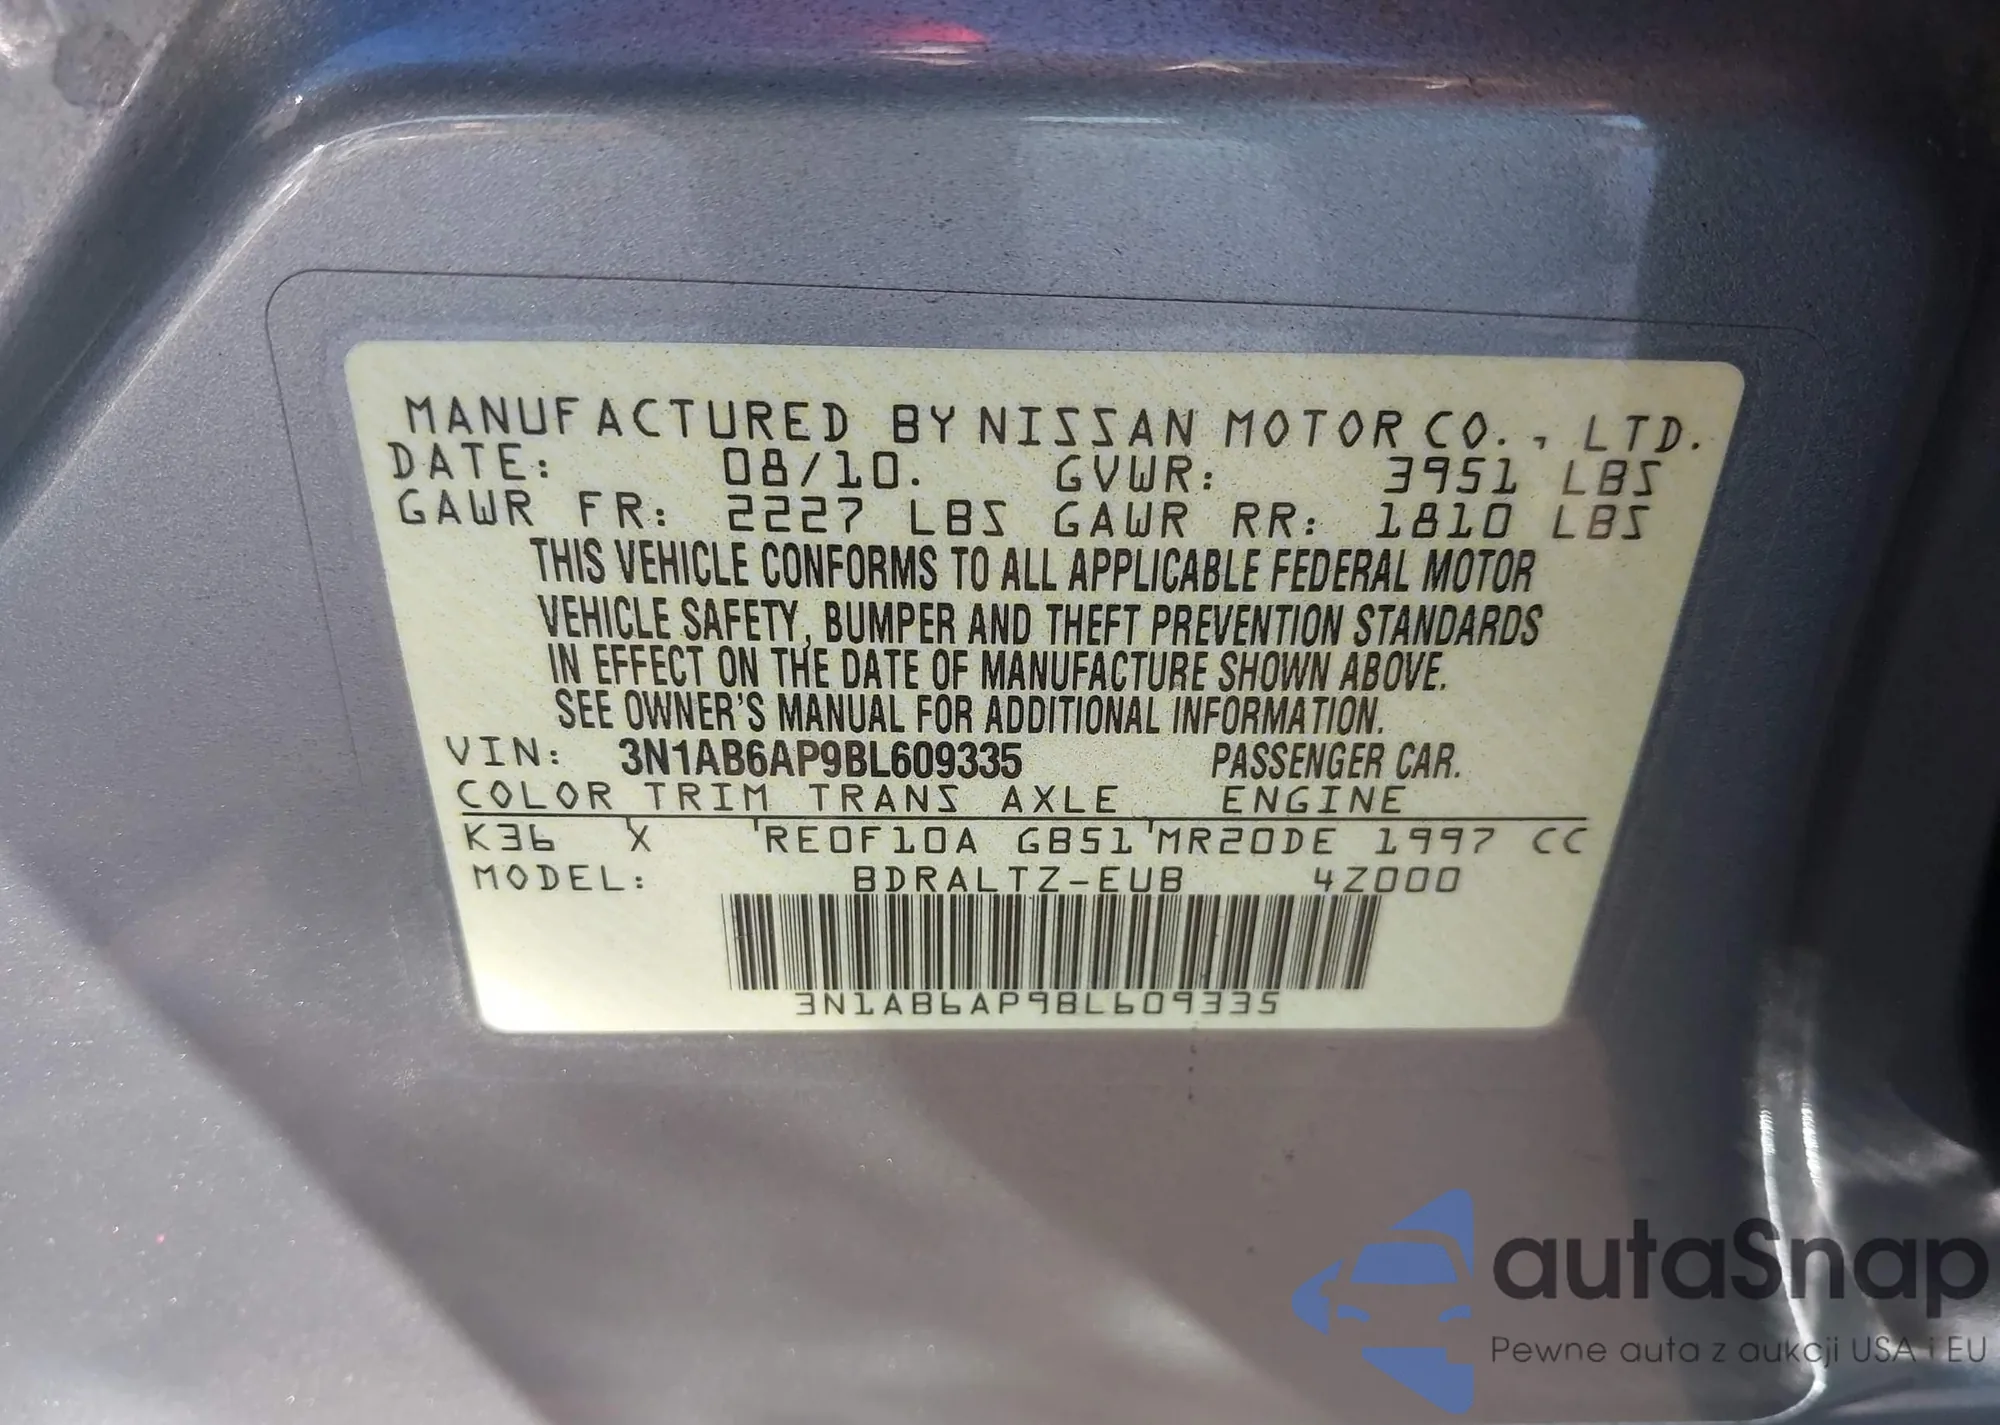 MANUFACTURED BY NISSAN MOTOR CO., LTD.
DATE: 08/10. GVWR: 3951 LBS
GAWR FR: 2227 LBS GAWR RR: 1810 LBS
THIS VEHICLE CONFORMS TO ALL APPLICABLE FEDERAL MOTOR
VEHICLE SAFETY, BUMPER AND THEFT PREVENTION STANDARDS
IN EFFECT ON THE DATE OF MANUFACTURE SHOWN ABOVE.
SEE OWNER'S MANUAL FOR ADDITIONAL INFORMATION.
VIN: 3N1AB6AP9BL609335 PASSENGER CAR.
COLOR TRIM TRANS AXLE ENGINE
K36 X RE0F10A GB51 MR20DE 1997 CC
MODEL: BDRALTZ-EUB 4Z000
3N1AB6AP9BL609335
autaSnap
Pewne auta z aukcji USA i EU